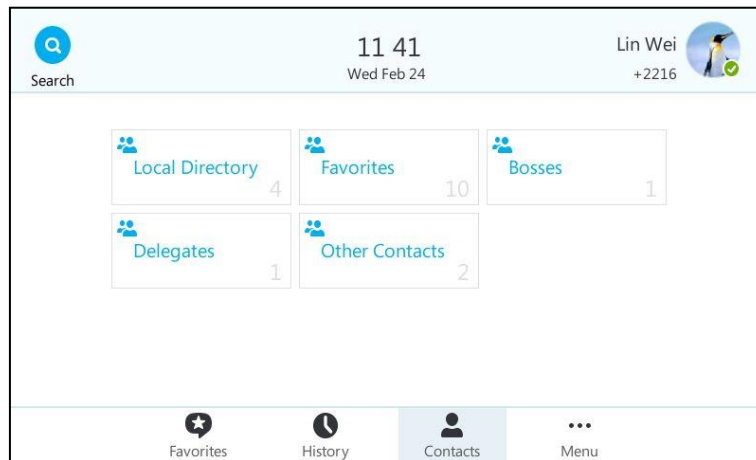 Search
11 41
Wed Feb 24
Lin Wei
+2216
Local Directory
4
Favorites
10
Bosses
1
Delegates
1
Other Contacts
2
Favorites
History
Contacts
Menu